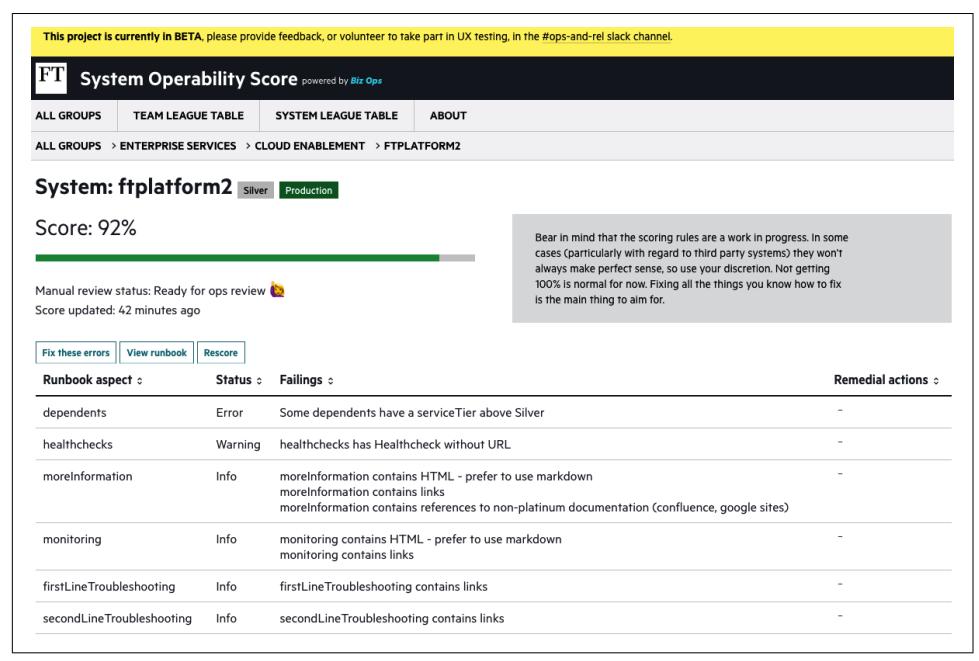 This project is currently in BETA, please provide feedback, or volunteer to take part in UX testing, in the #ops-and-rel slack channel.
FT System Operability Score powered by Biz Ops
ALL GROUPS TEAM LEAGUE TABLE SYSTEM LEAGUE TABLE ABOUT
ALL GROUPS > ENTERPRISE SERVICES > CLOUD ENABLEMENT > FTPLATFORM2
System: ftplatform2 Silver Production
Score: 92%
Manual review status: Ready for ops review 🙋
Score updated: 42 minutes ago
Bear in mind that the scoring rules are a work in progress. In some
cases (particularly with regard to third party systems) they won't
always make perfect sense, so use your discretion. Not getting
100% is normal for now. Fixing all the things you know how to fix
is the main thing to aim for.
Fix these errors View runbook Rescore
Runbook aspect Status Failings Remedial actions
dependents Error Some dependents have a serviceTier above Silver –
healthchecks Warning healthchecks has Healthcheck without URL –
moreInformation Info moreInformation contains HTML - prefer to use markdown –
moreInformation contains links
moreInformation contains references to non-platinum documentation (confluence, google sites)
monitoring Info monitoring contains HTML - prefer to use markdown –
monitoring contains links
firstLineTroubleshooting Info firstLineTroubleshooting contains links –
secondLineTroubleshooting Info secondLineTroubleshooting contains links –